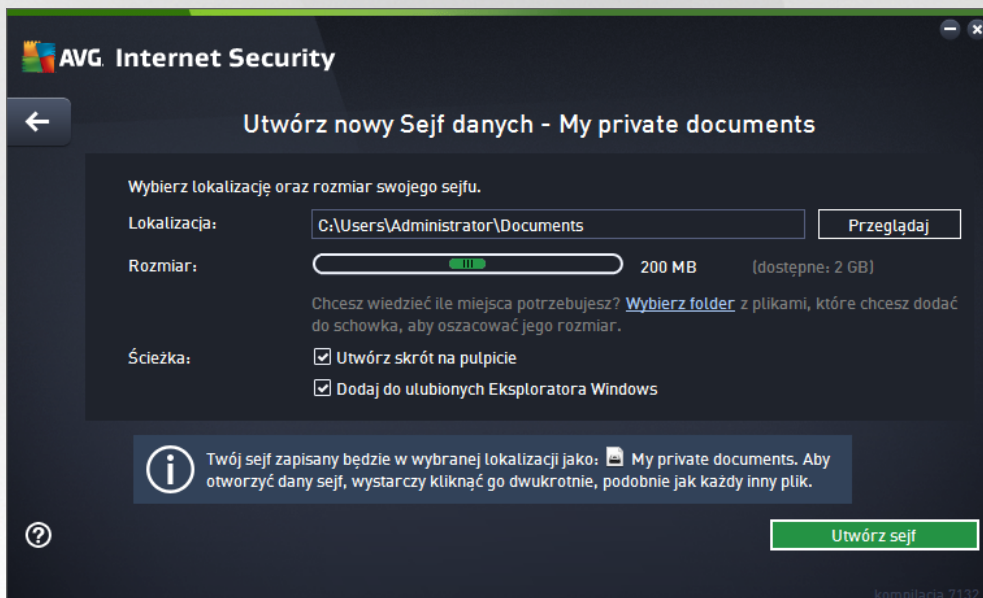 AVG Internet Security
Utwórz nowy Sejf danych - My private documents
Wybierz lokalizację oraz rozmiar swojego sejfu.
Lokalizacja: C:\Users\Administrator\Documents Przeglądaj
Rozmiar: 200 MB (dostępne: 2 GB)
Chcesz wiedzieć ile miejsca potrzebujesz? Wybierz folder z plikami, które chcesz dodać
do schowka, aby oszacować jego rozmiar.
Ścieżka: Utwórz skrót na pulpicie
Dodaj do ulubionych Eksploratora Windows
Twój sejf zapisany będzie w wybranej lokalizacji jako: My private documents. Aby
otworzyć dany sejf, wystarczy kliknąć go dwukrotnie, podobnie jak każdy inny plik.
Utwórz sejf
kompilacja 7132